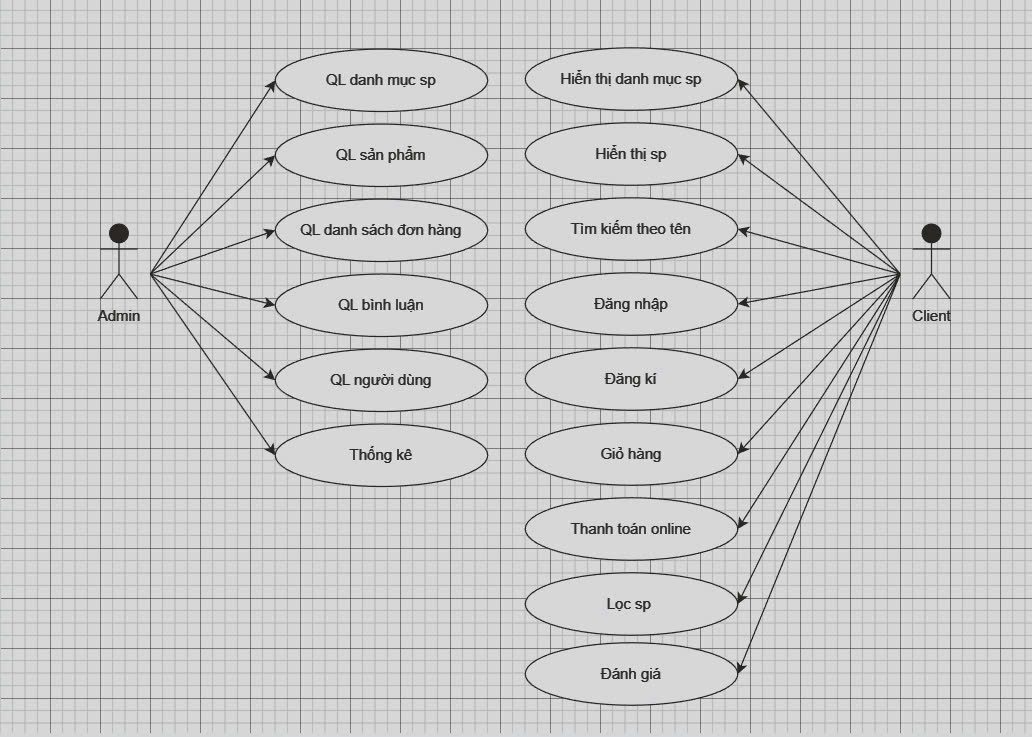 QL danh mục sp
QL sản phẩm
QL danh sách đơn hàng
QL bình luận
QL người dùng
Thống kê
Admin
Hiển thị danh mục sp
Hiển thị sp
Tìm kiếm theo tên
Đăng nhập
Đăng kí
Giỏ hàng
Thanh toán online
Lọc sp
Đánh giá
Client